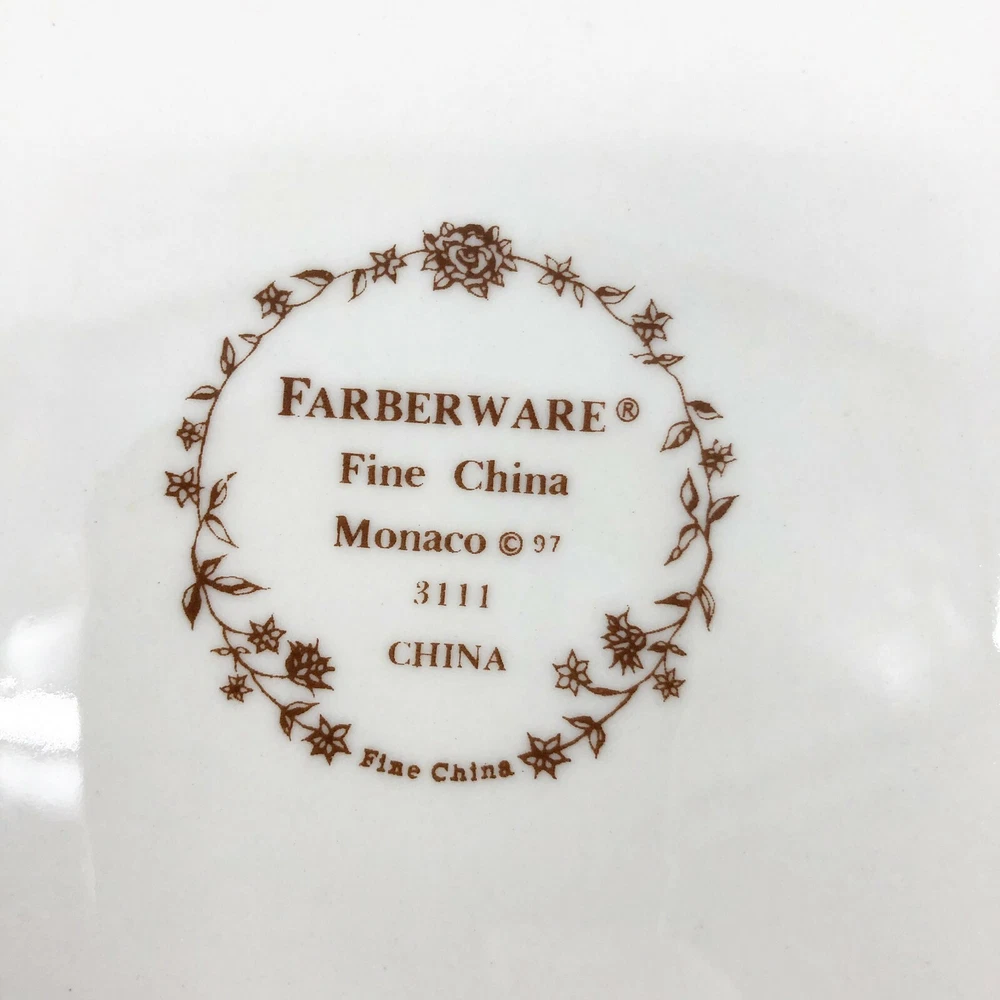 FARBERWARE®
Fine China
Monaco © 97
3111
CHINA
Fine China